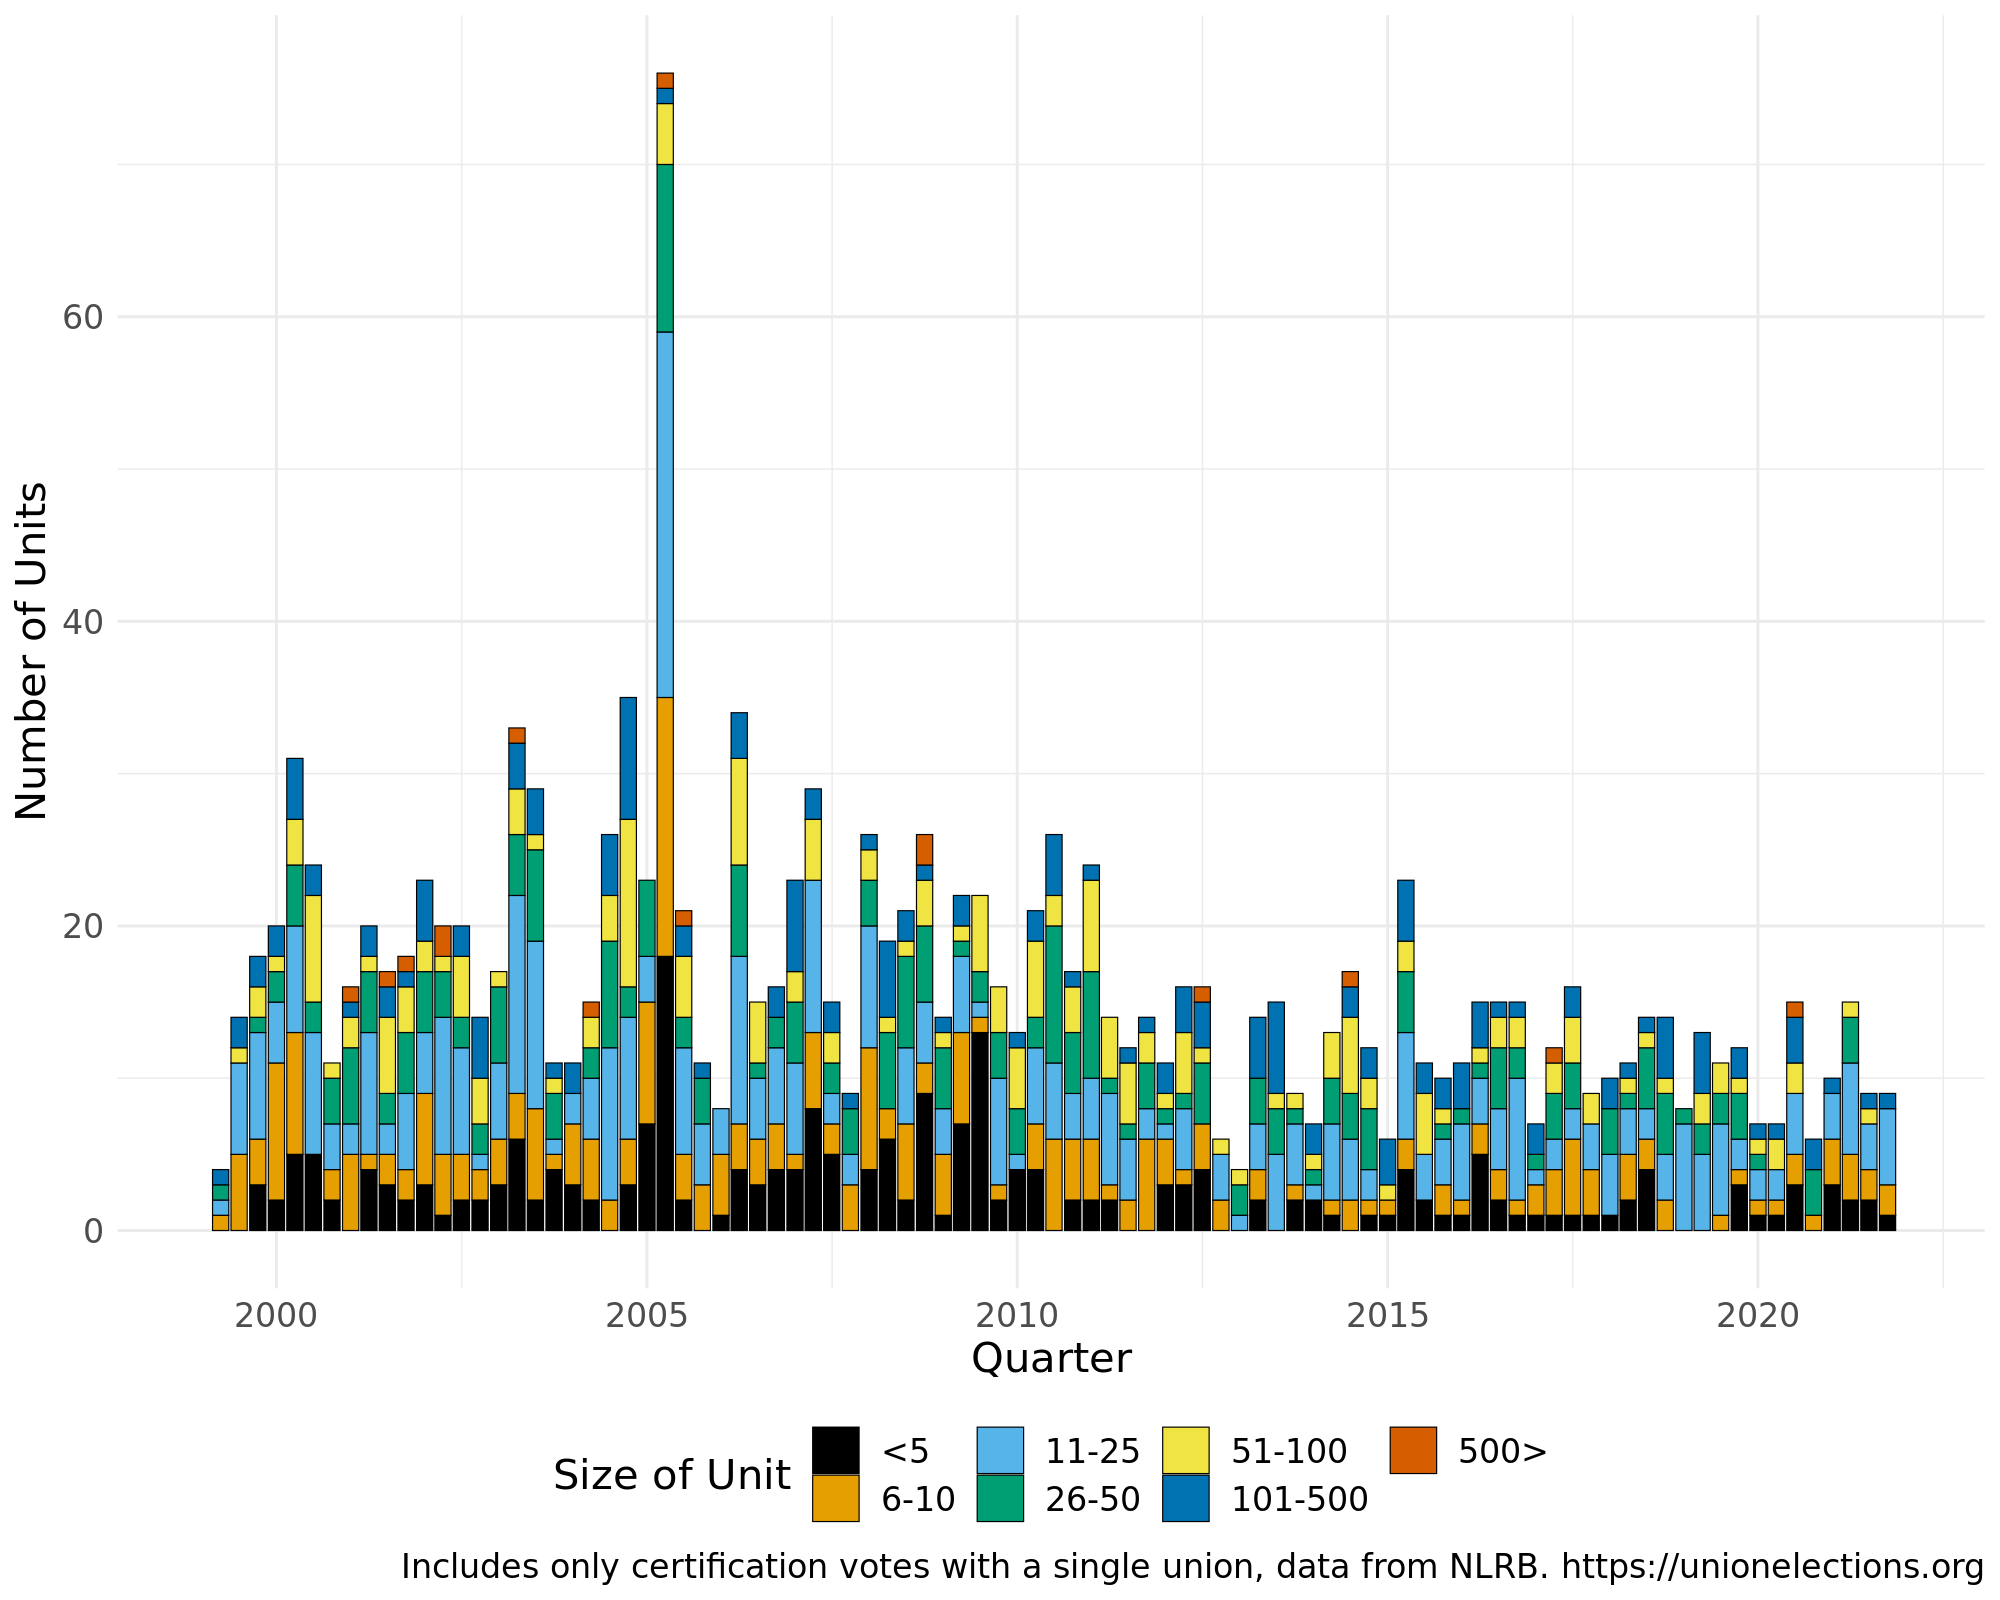 Number of Units
60
40
20
0
2000 2005 2010 2015 2020
Quarter
Size of Unit
<5 11-25 51-100 500>
6-10 26-50 101-500
Includes only certification votes with a single union, data from NLRB. https://unionelections.org